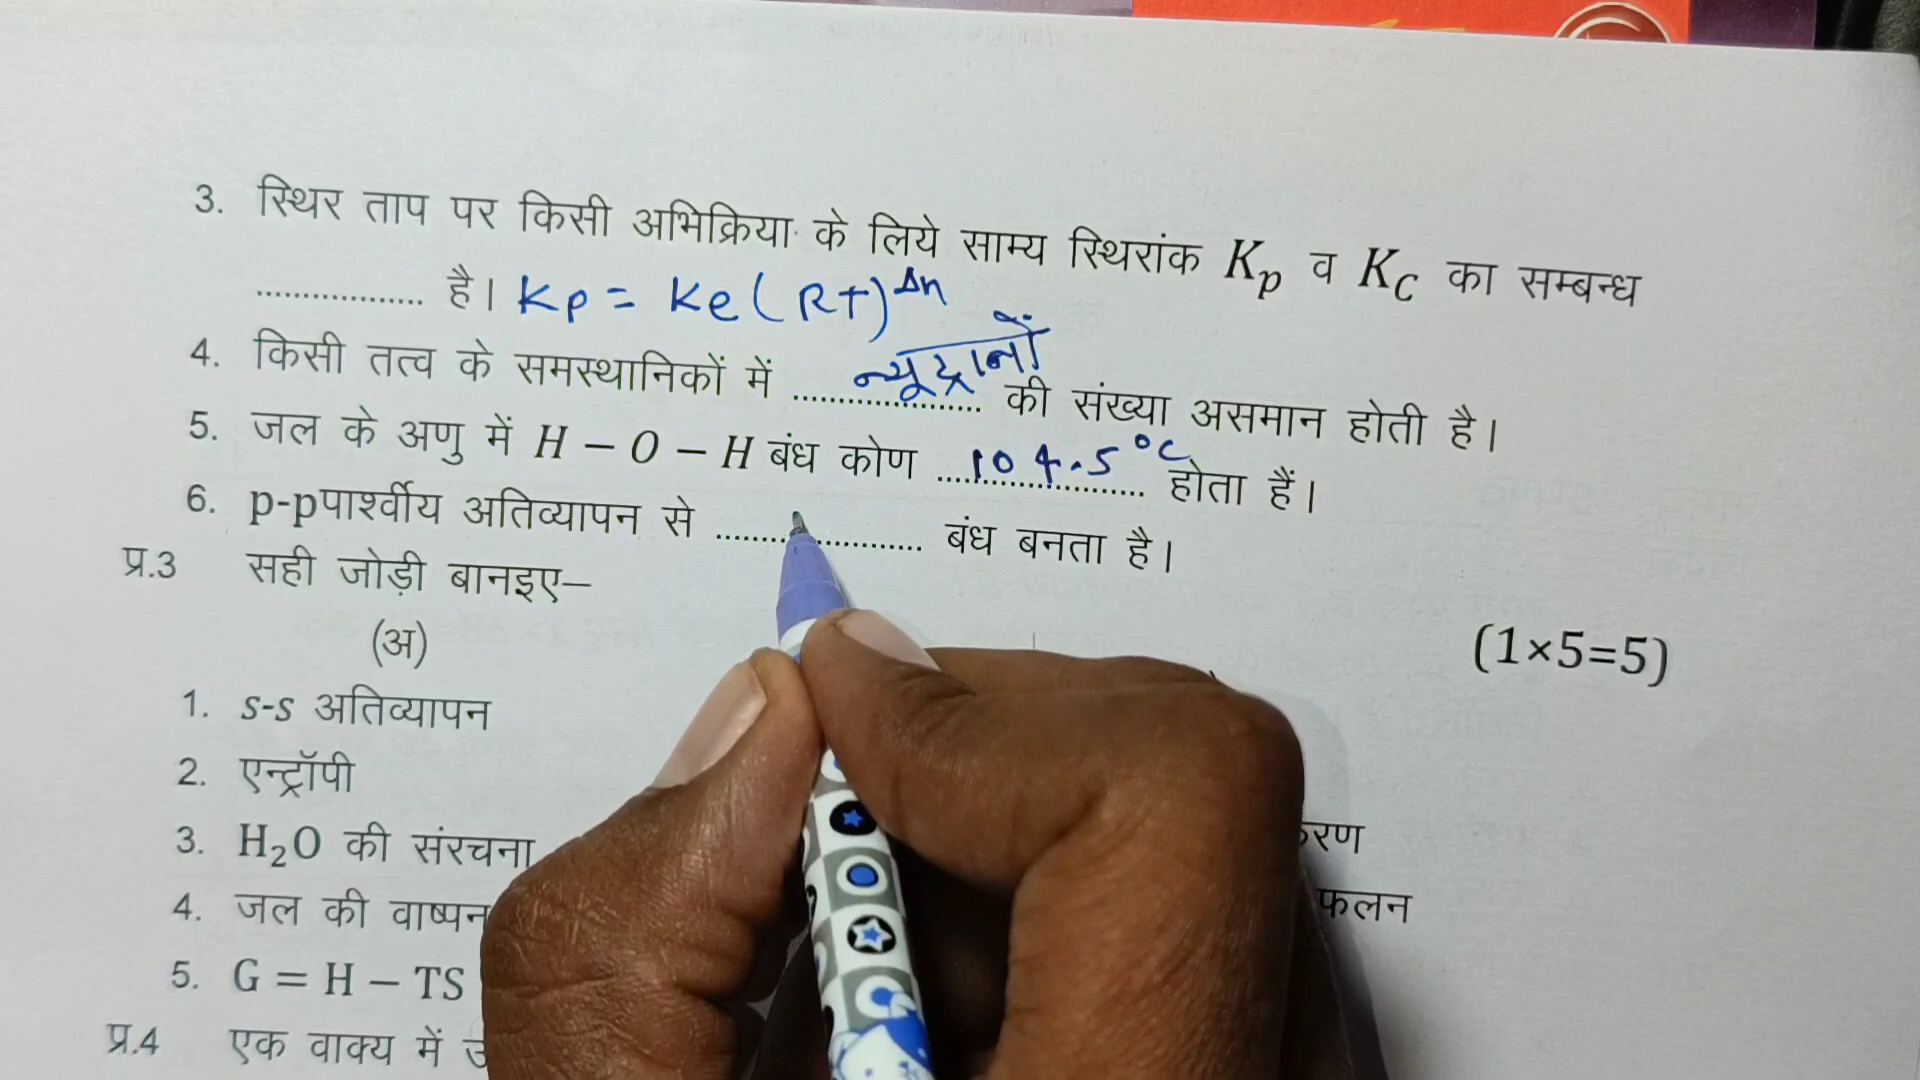 3. स्थिर ताप पर किसी अभिक्रिया के लिये साम्य स्थिरांक Kp व KC का सम्बन्ध
.................. है। Kp = Ke (RT)^Δn
4. किसी तत्व के समस्थानिकों में ..................... की संख्या असमान होती है।
5. जल के अणु में H – O – H बंध कोण ...104.5°C... होता हैं।
6. p-pपार्श्वीय अतिव्यापन से ...................... बंध बनता है।
प्र.3 सही जोड़ी बानइए–
(अ)
(1×5=5)
1. s-s अतिव्यापन
2. एन्ट्रॉपी
3. H₂O की संरचना
4. जल की वाष्पन फलन
5. G = H – TS
प्र.4 एक वाक्य में